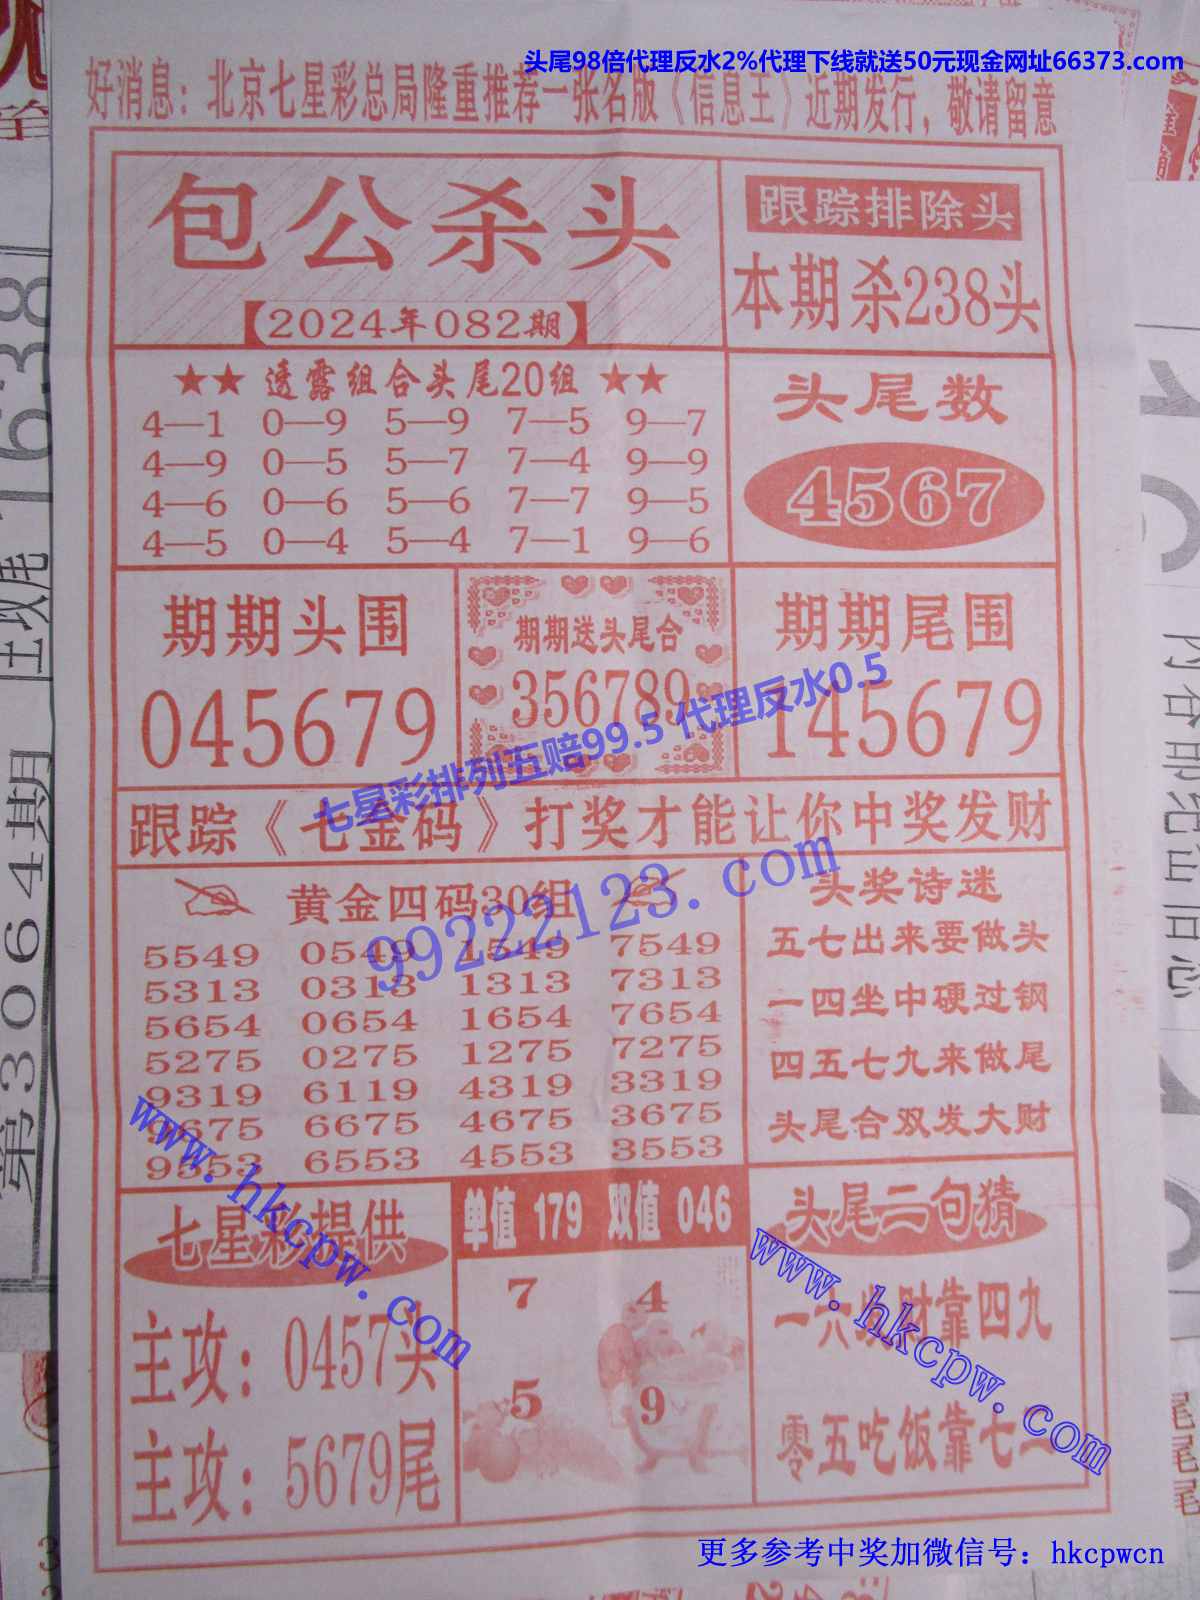 头尾98倍代理反水2%代理下线就送50元现金网址66373.com
好消息：北京七星彩总局隆重推荐一张名版《信息王》近期发行，敬请留意
包公杀头
【2024年082期】
跟踪排除头
本期杀238头
★★ 透露组合头尾20组 ★★
4—1 0—9 5—9 7—5 9—7
4—9 0—5 5—7 7—4 9—9
4—6 0—6 5—6 7—7 9—5
4—5 0—4 5—4 7—1 9—6
头尾数
4567
期期头围
045679
期期送头尾合
356789
期期尾围
145679
七星彩排列五赔99.5 代理反水0.5
跟踪《七金码》打奖才能让你中奖发财
黄金四码30组
99222123.com
5549 0549 1549 7549
5313 0313 1313 7313
5654 0654 1654 7654
5275 0275 1275 7275
9319 6119 4319 3319
9675 6675 4675 3675
9553 6553 4553 3553
头奖诗迷
五七出来要做头
一四坐中硬过钢
四五七九来做尾
头尾合双发大财
www.hkcpw.com
七星彩提供
主攻：0457头
主攻：5679尾
单值 179 双值 046
7 4
5 9
头尾二句猜
一六发财靠四九
零五吃饭靠七二
www.hkcpw.com
更多参考中奖加微信号：hkcpwcn
第3064期
1638